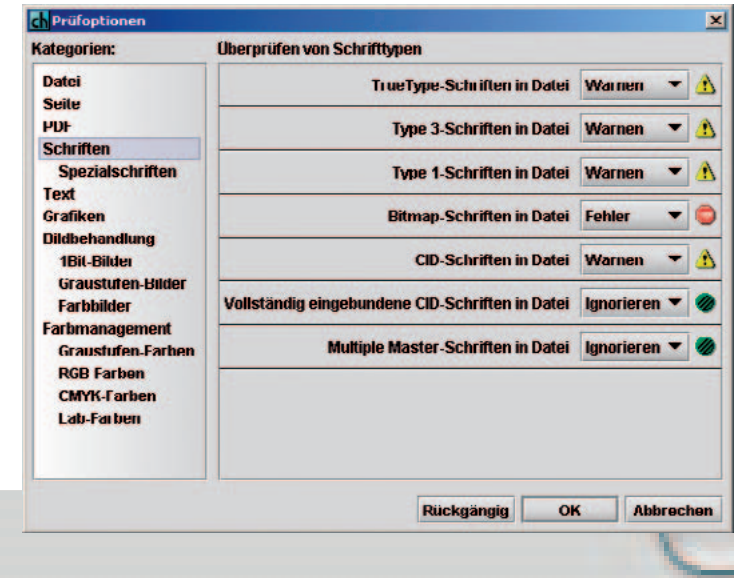 ch Prüfoptionen
Kategorien:
Datei
Seite
PDF
Schriften
Spezialschriften
Text
Grafiken
Bildbehandlung
1Bit-Bilder
Graustufen-Bilder
Farbbilder
Farbmanagement
Graustufen-Farben
RGB Farben
CMYK-Farben
Lab-Farben
Überprüfen von Schrifttypen
TrueType-Schriften in Datei Warnen
Type 3-Schriften in Datei Warnen
Type 1-Schriften in Datei Warnen
Bitmap-Schriften in Datei Fehler
CID-Schriften in Datei Warnen
Vollständig eingebundene CID-Schriften in Datei Ignorieren
Multiple Master-Schriften in Datei Ignorieren
Rückgängig OK Abbrechen